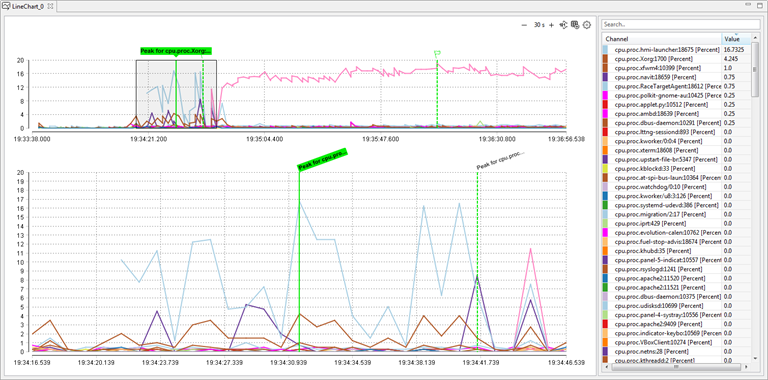 LineChart_0
30 s
Search...
Channel Value
Peak for cpu.proc.Xorg:...
20
16
12
8
4
0
19:33:38.000 19:34:21.200 19:35:04.400 19:35:47.600 19:36:30.800 19:36:56.538
Peak for cpu.pro...
Peak for cpu.proc...
20
19
18
17
16
15
14
13
12
11
10
9
8
7
6
5
4
3
2
1
0
19:34:16.539 19:34:20.139 19:34:23.739 19:34:27.339 19:34:30.939 19:34:34.539 19:34:38.139 19:34:41.739 19:34:46.539
cpu.proc.hmi-launcher:18675 [Percent] 16.7325
cpu.proc.Xorg:1700 [Percent] 4.245
cpu.proc.xfwm4:10399 [Percent] 1.0
cpu.proc.navit:18659 [Percent] 0.75
cpu.proc.RaceTargetAgent:18612 [Percent] 0.75
cpu.proc.polkit-gnome-au:10425 [Percent] 0.25
cpu.proc.applet.py:10512 [Percent] 0.25
cpu.proc.ambd:18639 [Percent] 0.25
cpu.proc.dbus-daemon:10291 [Percent] 0.25
cpu.proc.lttng-sessiond:893 [Percent] 0.0
cpu.proc.kworker/0:0:4 [Percent] 0.0
cpu.proc.xterm:18608 [Percent] 0.0
cpu.proc.upstart-file-br:5347 [Percent] 0.0
cpu.proc.kblockd:33 [Percent] 0.0
cpu.proc.at-spi-bus-laun:10364 [Percent] 0.0
cpu.proc.watchdog/0:10 [Percent] 0.0
cpu.proc.kworker/u8:3:126 [Percent] 0.0
cpu.proc.systemd-udevd:386 [Percent] 0.0
cpu.proc.migration/2:17 [Percent] 0.0
cpu.proc.iprt:429 [Percent] 0.0
cpu.proc.evolution-calen:10762 [Percent] 0.0
cpu.proc.fuel-stop-advis:18674 [Percent] 0.0
cpu.proc.khubd:35 [Percent] 0.0
cpu.proc.panel-5-indicat:10557 [Percent] 0.0
cpu.proc.rsyslogd:1241 [Percent] 0.0
cpu.proc.apache2:11520 [Percent] 0.0
cpu.proc.apache2:11521 [Percent] 0.0
cpu.proc.dbus-daemon:10375 [Percent] 0.0
cpu.proc.udisksd:10699 [Percent] 0.0
cpu.proc.panel-4-systray:10556 [Percent] 0.0
cpu.proc.apache2:9409 [Percent] 0.0
cpu.proc.indicator-keybo:10569 [Percent] 0.0
cpu.proc.VBoxClient:10274 [Percent] 0.0
cpu.proc.netns:28 [Percent] 0.0
cpu.proc.kthreadd:2 [Percent] 0.0